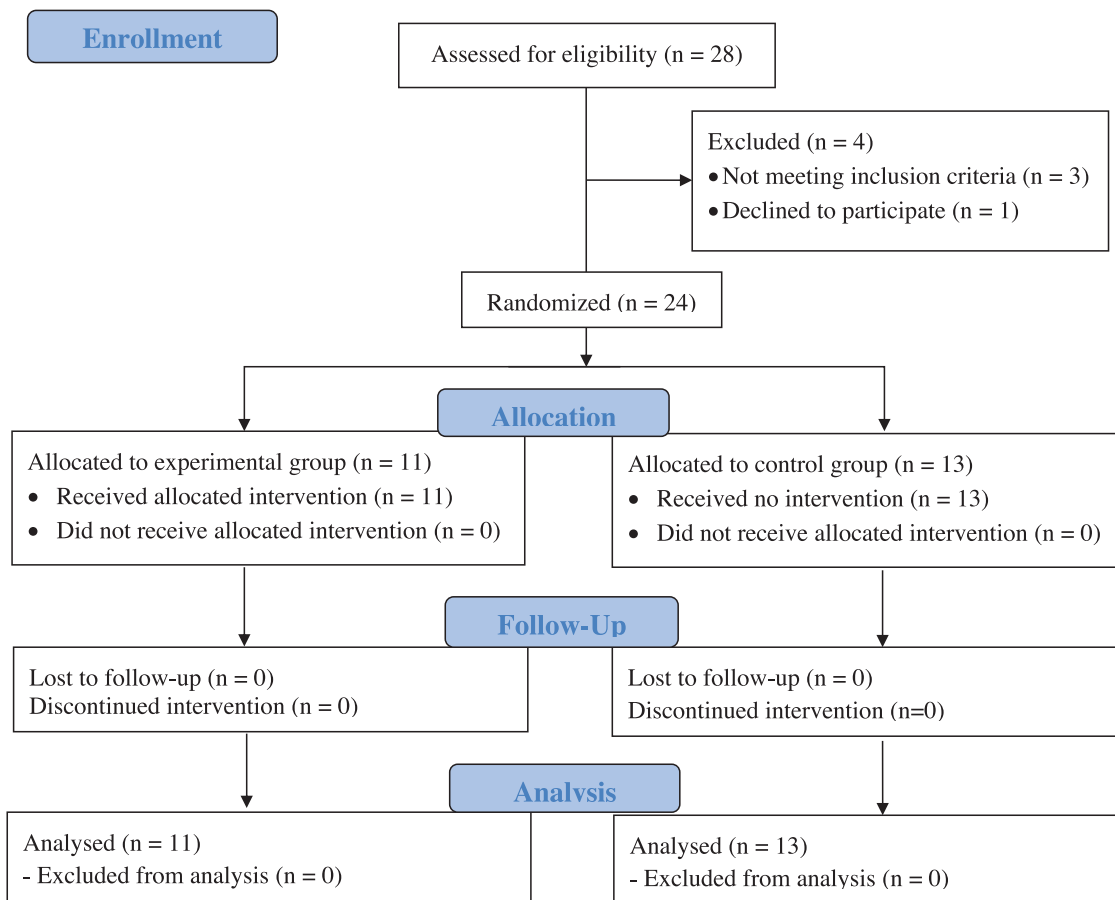 Enrollment
Assessed for eligibility (n = 28)
Excluded (n = 4)
• Not meeting inclusion criteria (n = 3)
• Declined to participate (n = 1)
Randomized (n = 24)
Allocation
Allocated to experimental group (n = 11)
• Received allocated intervention (n = 11)
• Did not receive allocated intervention (n = 0)
Allocated to control group (n = 13)
• Received no intervention (n = 13)
• Did not receive allocated intervention (n = 0)
Follow-Up
Lost to follow-up (n = 0)
Discontinued intervention (n = 0)
Lost to follow-up (n = 0)
Discontinued intervention (n=0)
Analysis
Analysed (n = 11)
- Excluded from analysis (n = 0)
Analysed (n = 13)
- Excluded from analysis (n = 0)